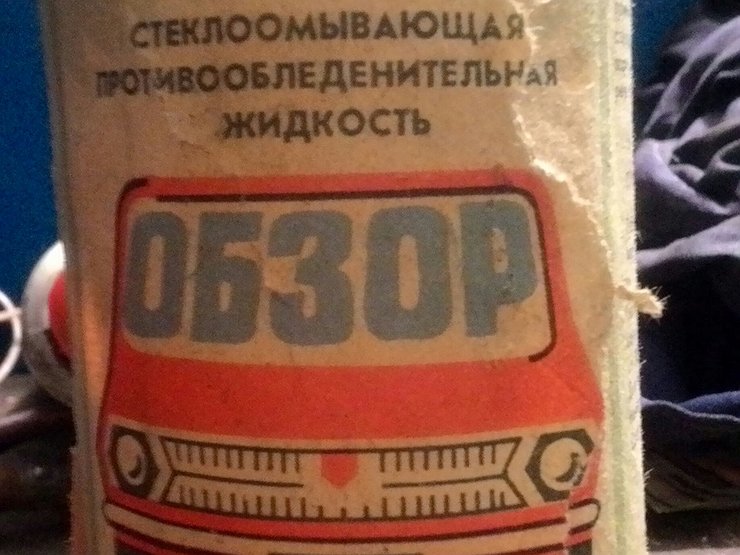 СТЕКЛООМЫВАЮЩАЯ
ПРОТИВООБЛЕДЕНИТЕЛЬНАЯ
ЖИДКОСТЬ
ОБЗОР